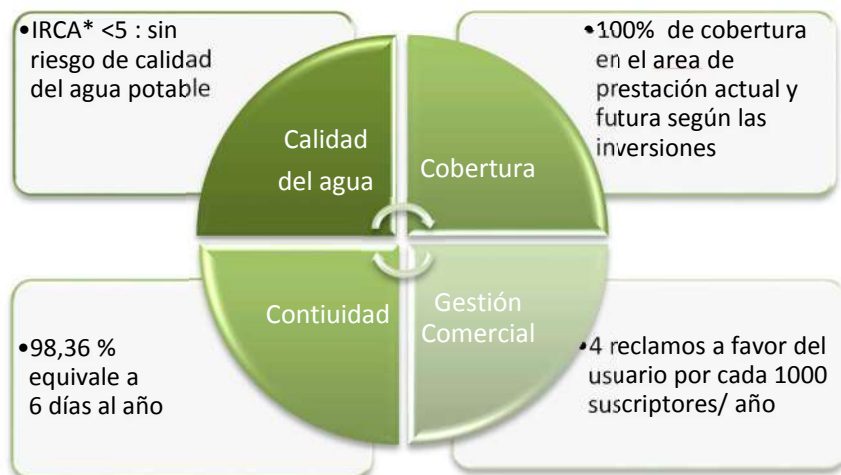 •IRCA* <5 : sin
riesgo de calidad
del agua potable
•100% de cobertura
en el area de
prestación actual y
futura según las
inversiones
Calidad
del agua
Cobertura
Contiuidad
Gestión
Comercial
•98,36 %
equivale a
6 días al año
•4 reclamos a favor del
usuario por cada 1000
suscriptores/ año